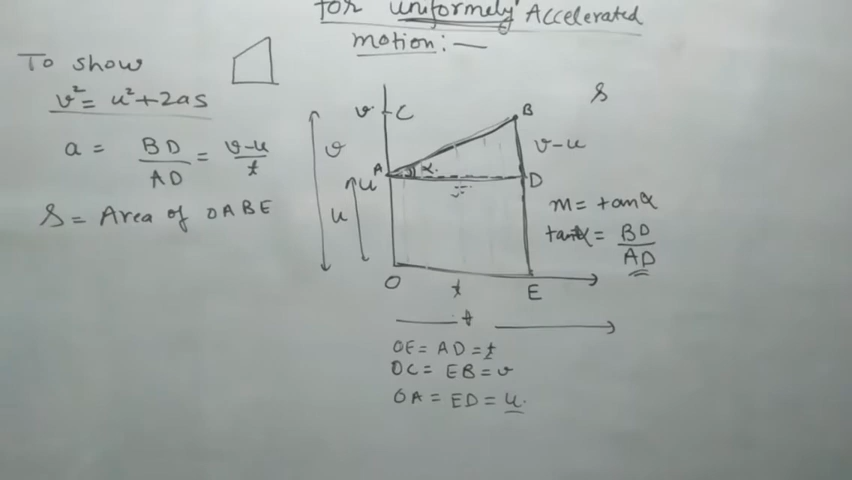 for uniformely Accelerated
motion:—
To show
v² = u² + 2as
a = BD/AD = v-u/t
S = Area of OABE
v C
B
S
v
v-u
A
α
u
D
u
m = tanα
tanα = BD/AD
O
t
E
t
OE = AD = t
OC = EB = v
OA = ED = u.